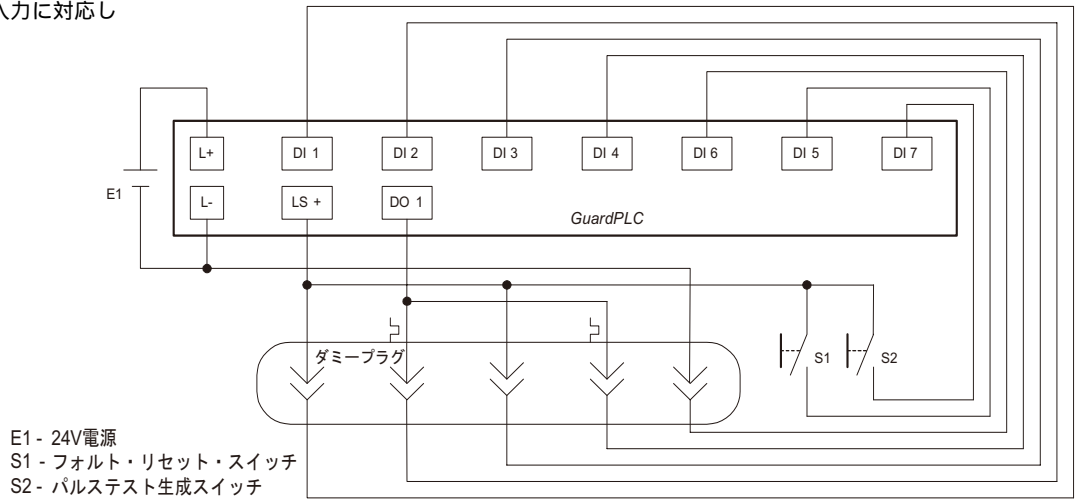 入力に対応し
L+
DI 1
DI 2
DI 3
DI 4
DI 6
DI 5
DI 7
E1
L-
LS +
DO 1
GuardPLC
ダミープラグ
S1
S2
E1 - 24V電源
S1 - フォルト・リセット・スイッチ
S2 - パルステスト生成スイッチ